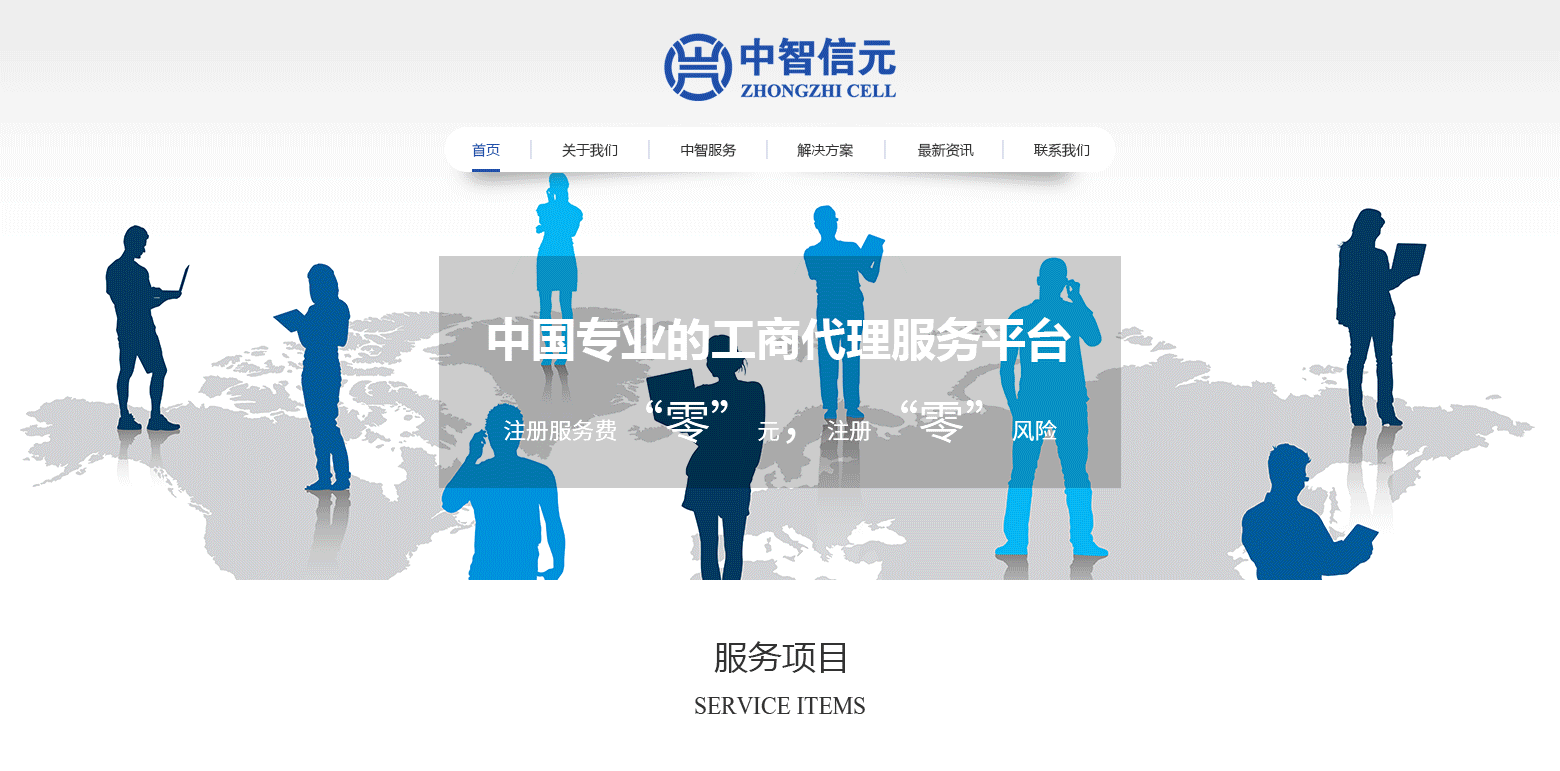 中智信元
ZHONGZHI CELL
首页 关于我们 中智服务 解决方案 最新资讯 联系我们
中国专业的工商代理服务平台
注册服务费“零”元，注册“零”风险
服务项目
SERVICE ITEMS